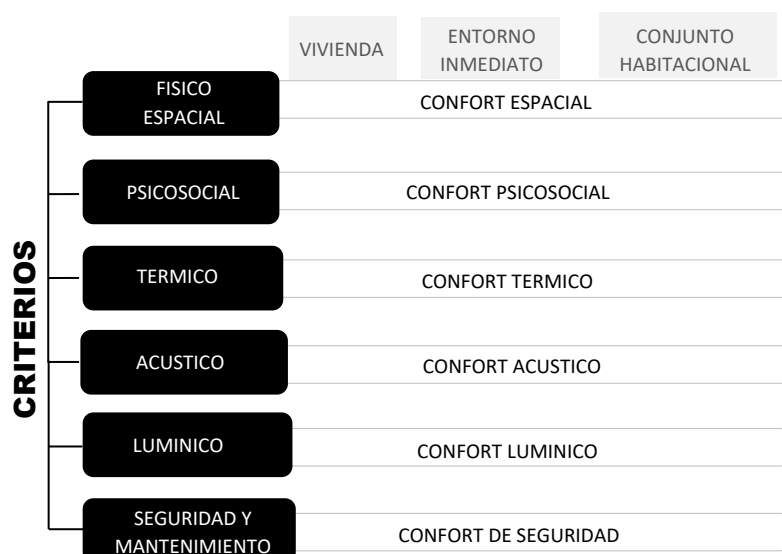 VIVIENDA
ENTORNO
INMEDIATO
CONJUNTO
HABITACIONAL
CRITERIOS
FISICO
ESPACIAL
CONFORT ESPACIAL
PSICOSOCIAL
CONFORT PSICOSOCIAL
TERMICO
CONFORT TERMICO
ACUSTICO
CONFORT ACUSTICO
LUMINICO
CONFORT LUMINICO
SEGURIDAD Y
MANTENIMIENTO
CONFORT DE SEGURIDAD